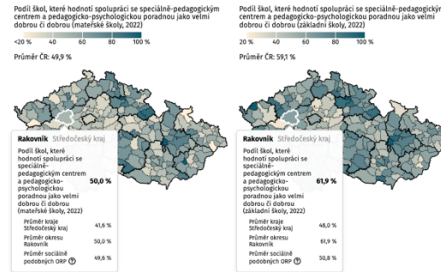 Podíl škol, které hodnotí spolupráci se speciálně-pedagogickým
centrem a pedagogicko-psychologickou poradnou jako velmi
dobrou či dobrou (mateřské školy, 2022)
<20 % 40 60 80 100 %
Průměr ČR: 49,9 %
Rakovník Středočeský kraj
Podíl škol, které
hodnotí spolupráci se
speciálně-
pedagogickým centrem
a pedagogicko- 50,0 %
psychologickou
poradnou jako velmi
dobrou či dobrou
(mateřské školy, 2022)
Průměr kraje 41,6 %
Středočeský kraj
Průměr okresu 50,0 %
Rakovník
Průměr sociálně 49,6 %
podobných ORP ?
Podíl škol, které hodnotí spolupráci se speciálně-pedagogickým
centrem a pedagogicko-psychologickou poradnou jako velmi
dobrou či dobrou (základní školy, 2022)
20 % 40 60 80 100 %
Průměr ČR: 59,1 %
Rakovník Středočeský kraj
Podíl škol, které
hodnotí spolupráci se
speciálně-
pedagogickým centrem
a pedagogicko- 61,9 %
psychologickou
poradnou jako velmi
dobrou či dobrou
(základní školy, 2022)
Průměr kraje 48,0 %
Středočeský kraj
Průměr okresu 61,9 %
Rakovník
Průměr sociálně 50,8 %
podobných ORP ?